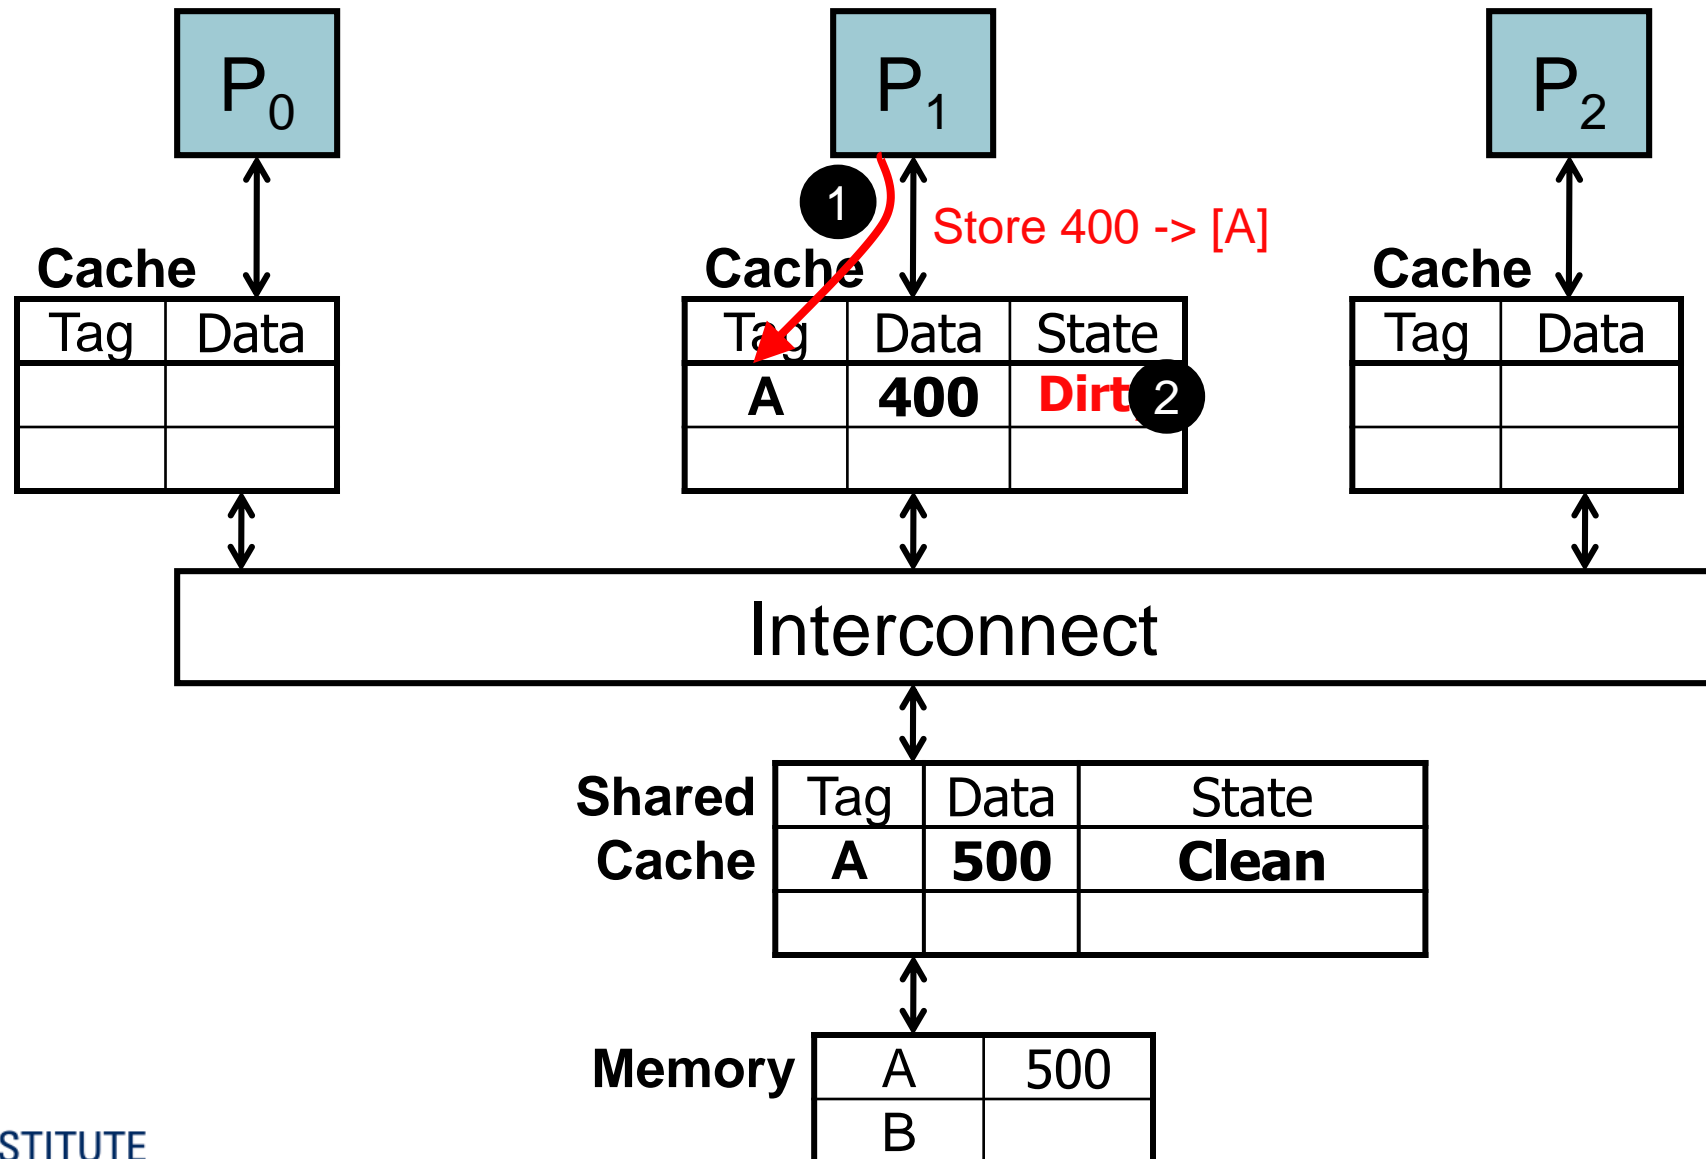 P0 P1 P2
1
Store 400 -> [A]
Cache Cache Cache
Tag Data Tag Data State Tag Data
A 400 Dirt 2
Interconnect
Shared Cache
Tag Data State
A 500 Clean
Memory A 500
B
STITUTE